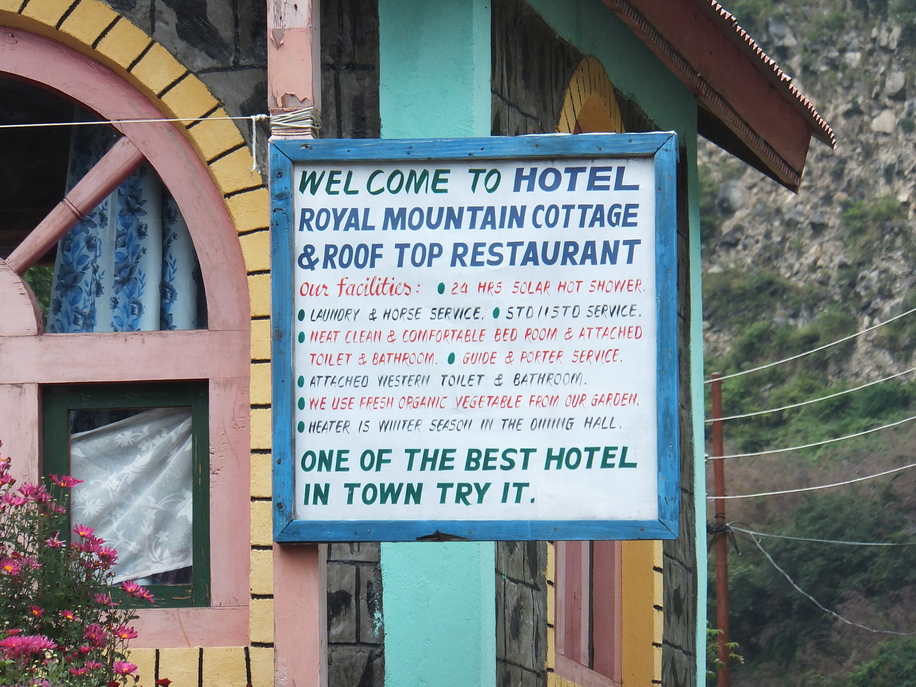 WELCOME TO HOTEL
ROYAL MOUNTAIN COTTAGE
& ROOF TOP RESTAURANT
our facilities: • 24 HRS SOLAR HOT SHOWER.
• LAUNDRY & HORSE SERVICE. • STD/ISTD SERVICE.
• NEAT CLEAN & COMFORTABLE BED ROOM & ATTACHED
TOILET & BATHROOM. • GUIDE & PORTER SERVICE.
• ATTACHED WESTERN TOILET & BATHROOM.
• WE USE FRESH ORGANIC VEGETABLE FROM OUR GARDEN.
• HEATER IS WINTER SEASON IN THE DINING HALL.
ONE OF THE BEST HOTEL
IN TOWN TRY IT.